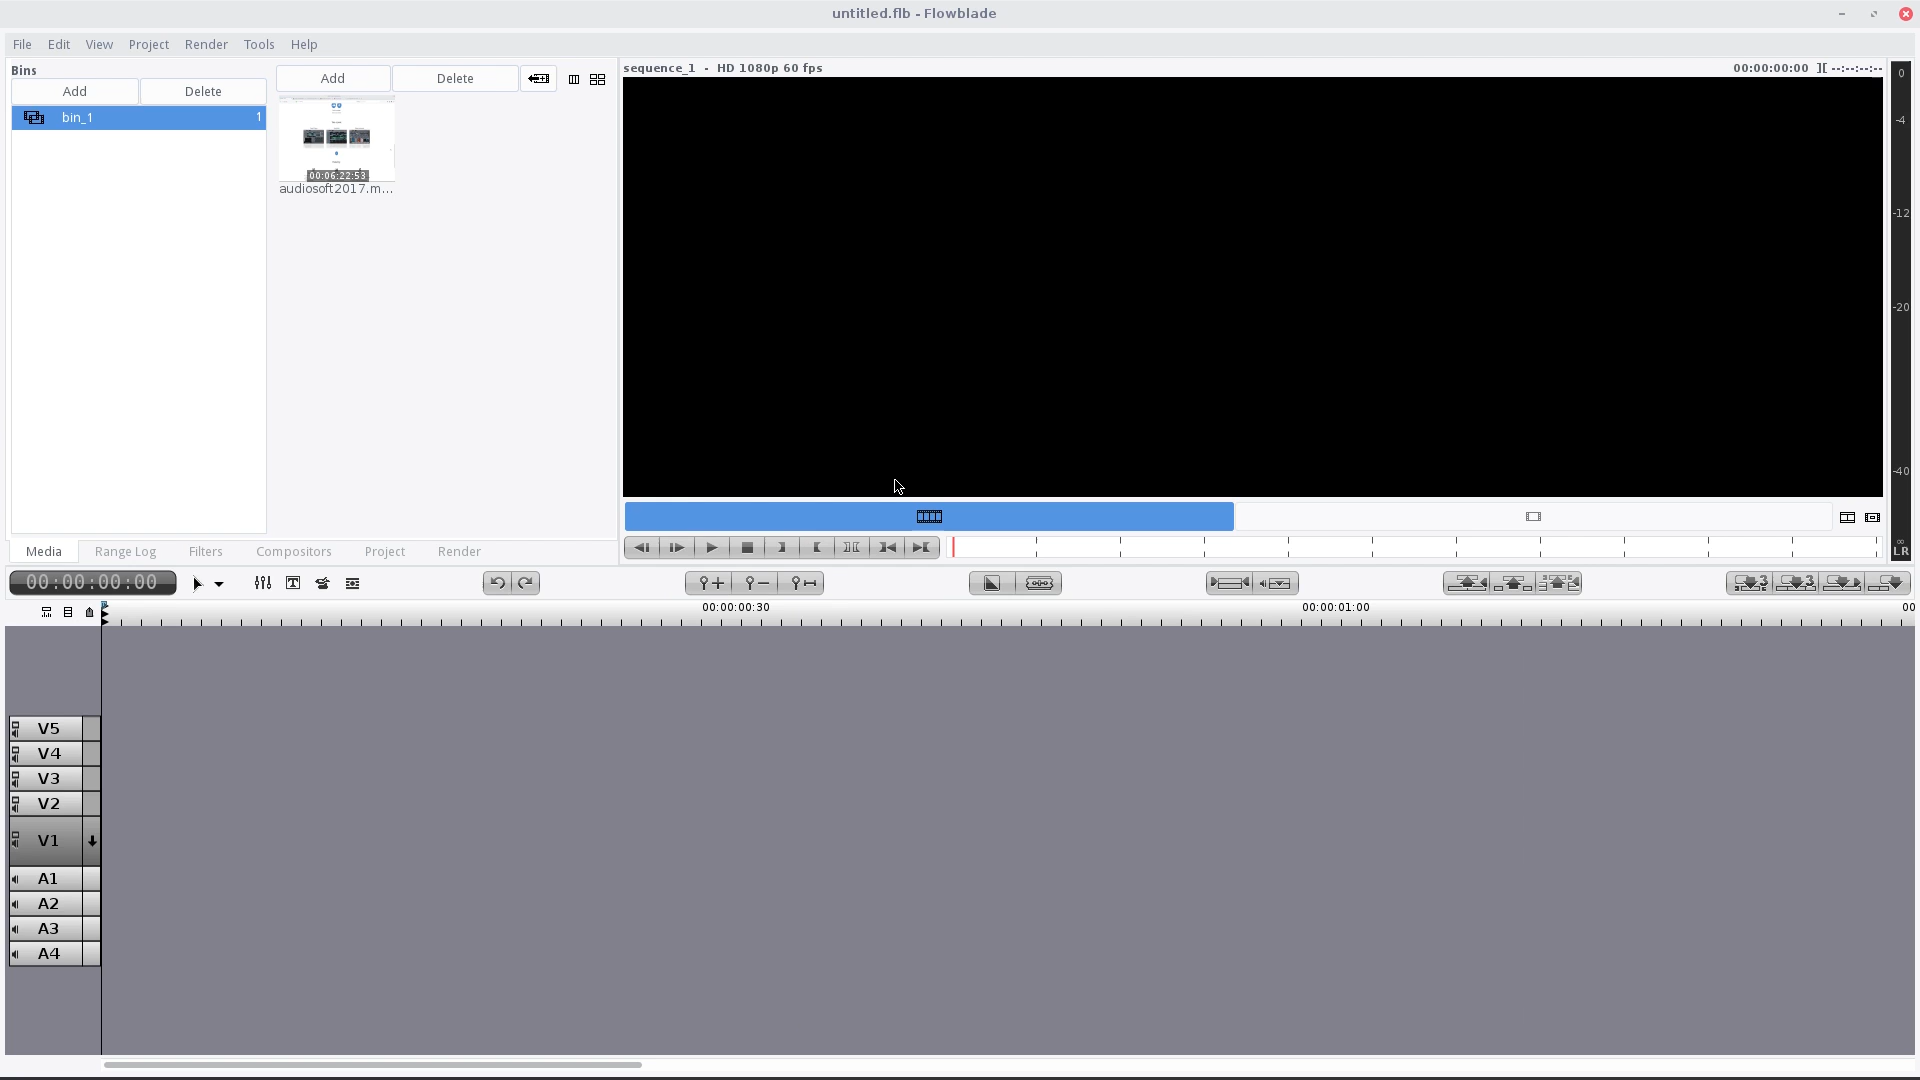 untitled.flb - Flowblade
File Edit View Project Render Tools Help
Bins
Add Delete
bin_1 1
Add Delete
00:06:22:53
audiosoft2017.m...
sequence_1 - HD 1080p 60 fps
00:00:00:00 ][ --:--:--:--
0
-4
-12
-20
-40
∞
LR
Media Range Log Filters Compositors Project Render
00:00:00:00
00:00:00:30 00:00:01:00 00
V5
V4
V3
V2
V1
A1
A2
A3
A4